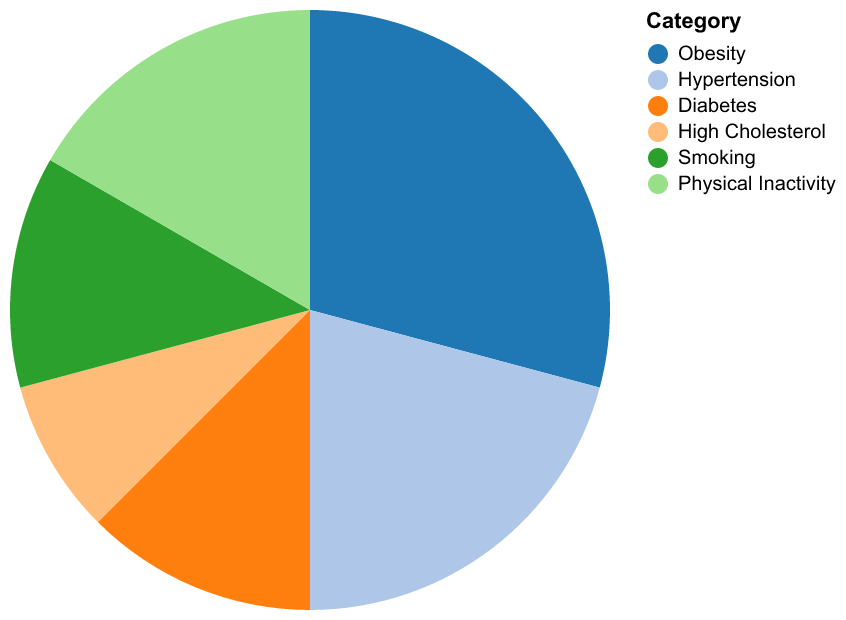 Category
Obesity
Hypertension
Diabetes
High Cholesterol
Smoking
Physical Inactivity